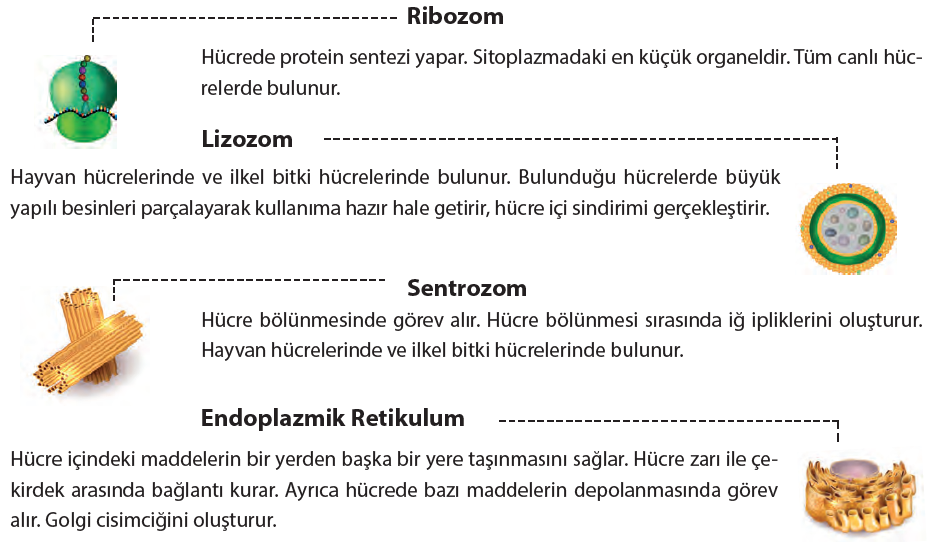 Ribozom
Hücrede protein sentezi yapar. Sitoplazmadaki en küçük organeldir. Tüm canlı hüc-
relerde bulunur.
Lizozom
Hayvan hücrelerinde ve ilkel bitki hücrelerinde bulunur. Bulunduğu hücrelerde büyük
yapılı besinleri parçalayarak kullanıma hazır hale getirir, hücre içi sindirimi gerçekleştirir.
Sentrozom
Hücre bölünmesinde görev alır. Hücre bölünmesi sırasında iğ ipliklerini oluşturur.
Hayvan hücrelerinde ve ilkel bitki hücrelerinde bulunur.
Endoplazmik Retikulum
Hücre içindeki maddelerin bir yerden başka bir yere taşınmasını sağlar. Hücre zarı ile çe-
kirdek arasında bağlantı kurar. Ayrıca hücrede bazı maddelerin depolanmasında görev
alır. Golgi cisimciğini oluşturur.